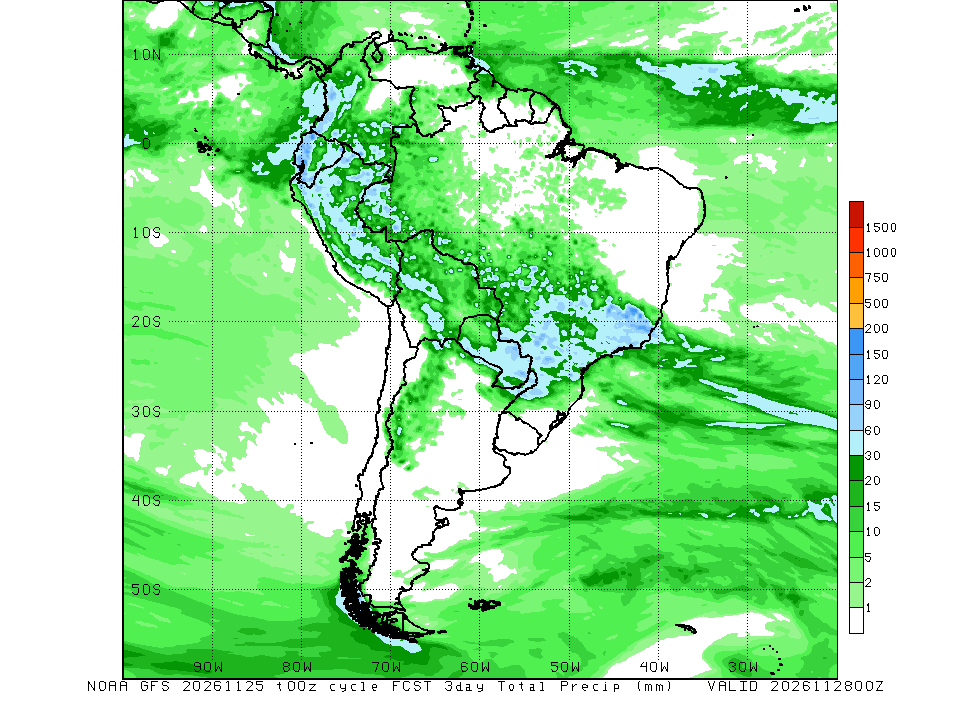 10N
0
10S
20S
30S
40S
50S
90W 80W 70W 60W 50W 40W 30W
1500
1000
750
500
200
150
120
90
60
30
20
15
10
5
2
1
NOAA GFS 20261125 t00z cycle FCST 3day Total Precip (mm) VALID 2026112800Z